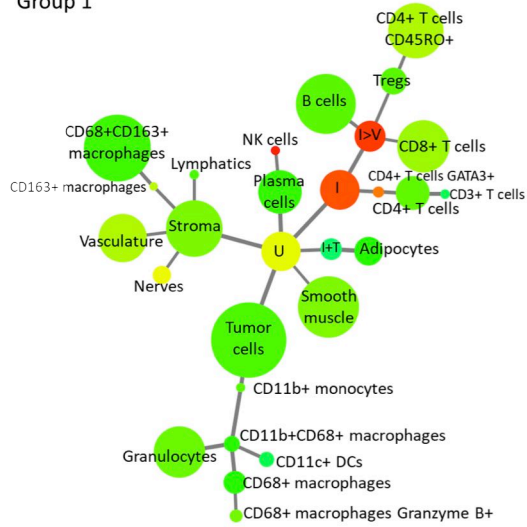 Group 1
CD4+ T cells
CD45RO+
Tregs
B cells
I>V
CD8+ T cells
CD68+CD163+
macrophages
NK cells
Lymphatics
CD163+ macrophages
Plasma
cells
I
CD4+ T cells GATA3+
CD3+ T cells
CD4+ T cells
Stroma
Vasculature
U
I+T
Adipocytes
Nerves
Smooth
muscle
Tumor
cells
CD11b+ monocytes
CD11b+CD68+ macrophages
Granulocytes
CD11c+ DCs
CD68+ macrophages
CD68+ macrophages Granzyme B+